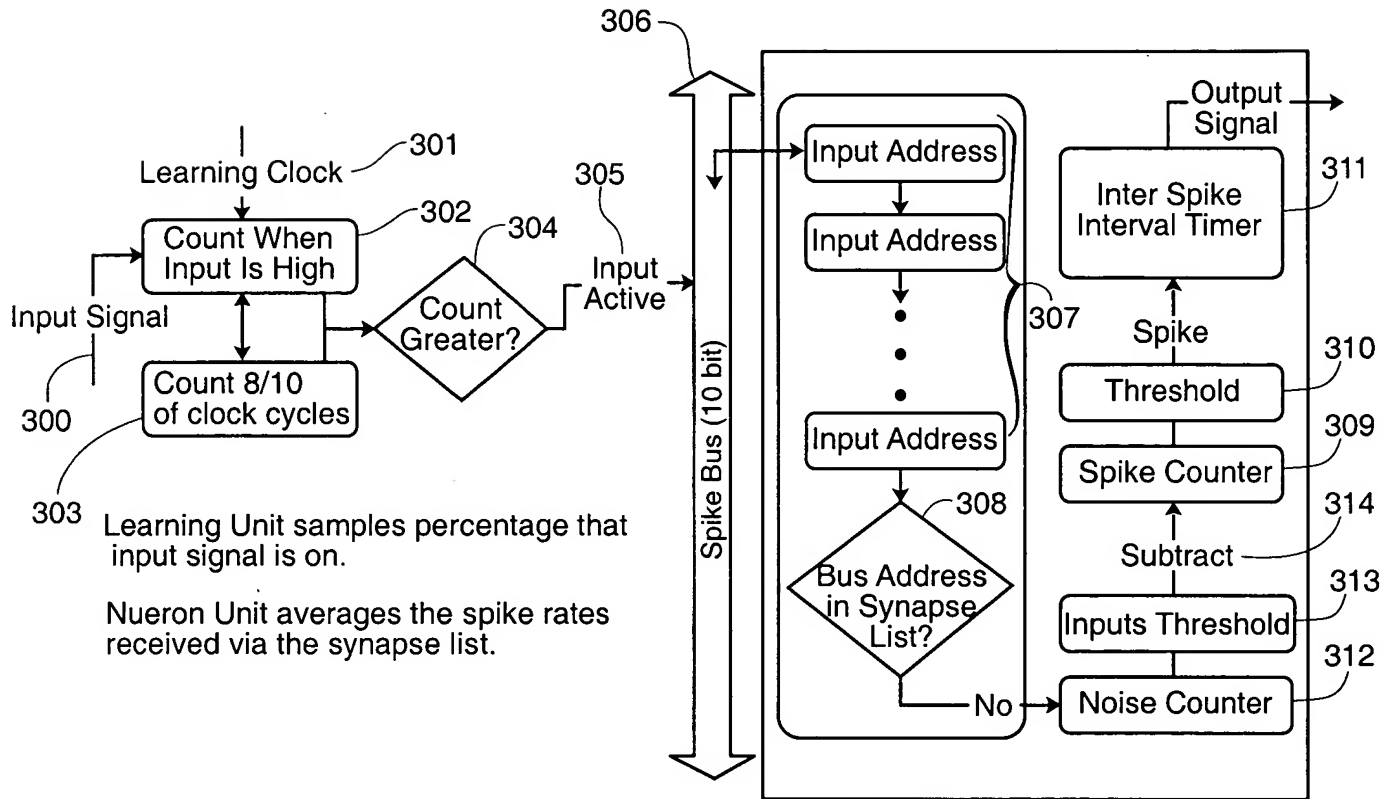 306
301
Learning Clock
302
Count When
Input Is High
Input Signal
300
Count 8/10
of clock cycles
303
304
Count
Greater?
305
Input
Active
Learning Unit samples percentage that
input signal is on.
Nueron Unit averages the spike rates
received via the synapse list.
Spike Bus (10 bit)
Input Address
Input Address
Input Address
307
308
Bus Address
in Synapse
List?
No
Output
Signal
311
Inter Spike
Interval Timer
Spike
310
Threshold
309
Spike Counter
314
Subtract
313
Inputs Threshold
312
Noise Counter